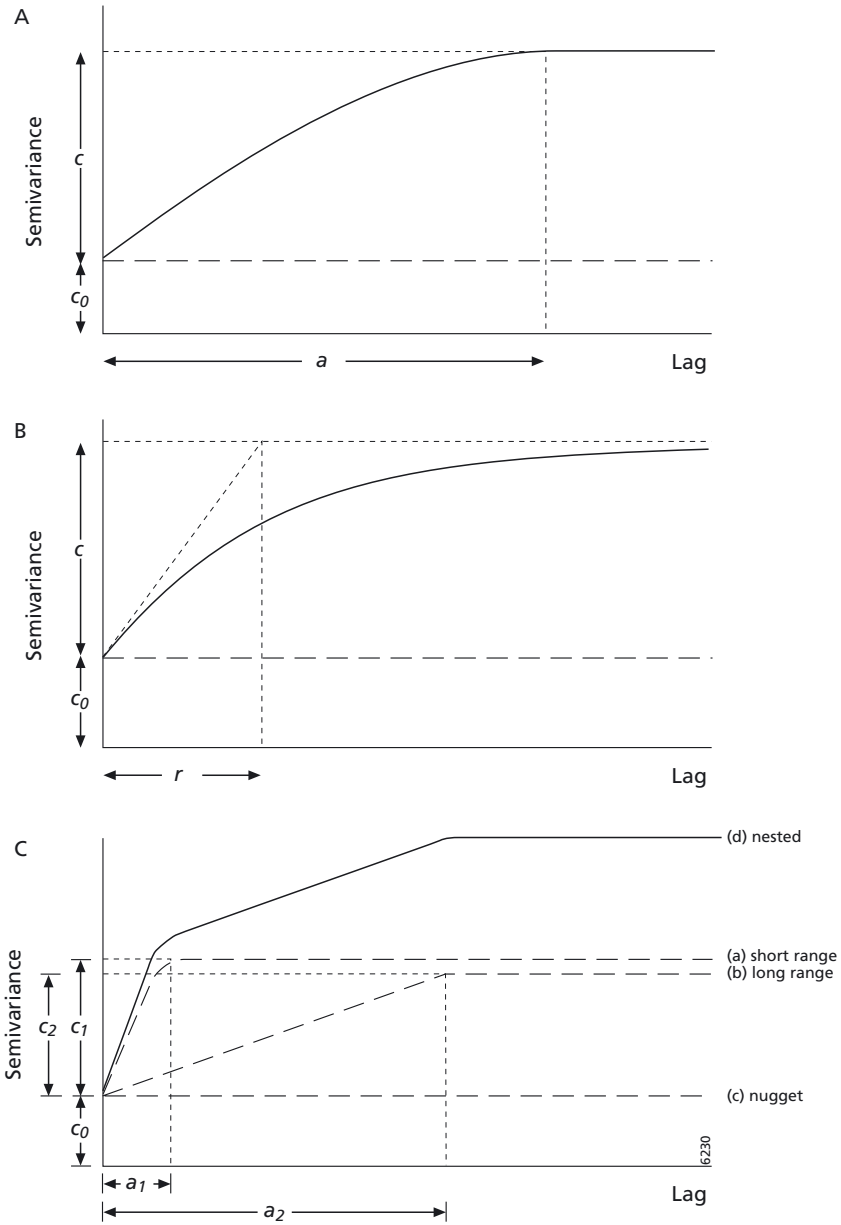 A
Semivariance
c
c0
a
Lag
B
Semivariance
c
c0
r
Lag
C
(d) nested
(a) short range
(b) long range
Semivariance
c2
c1
(c) nugget
c0
6230
a1
Lag
a2